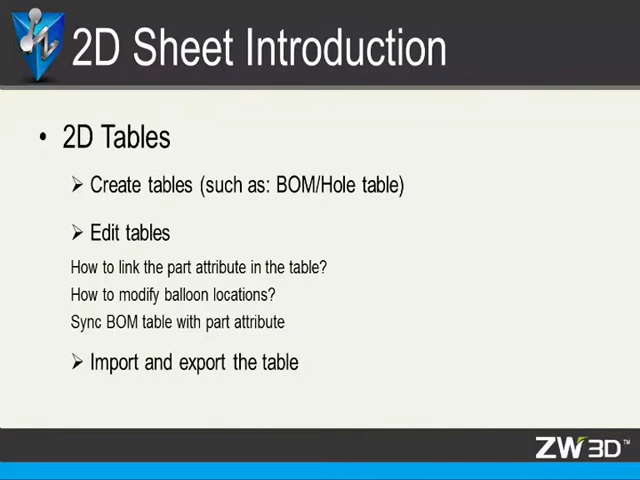 2D Sheet Introduction
• 2D Tables
➢ Create tables (such as: BOM/Hole table)
➢ Edit tables
How to link the part attribute in the table?
How to modify balloon locations?
Sync BOM table with part attribute
➢ Import and export the table
ZW3D™